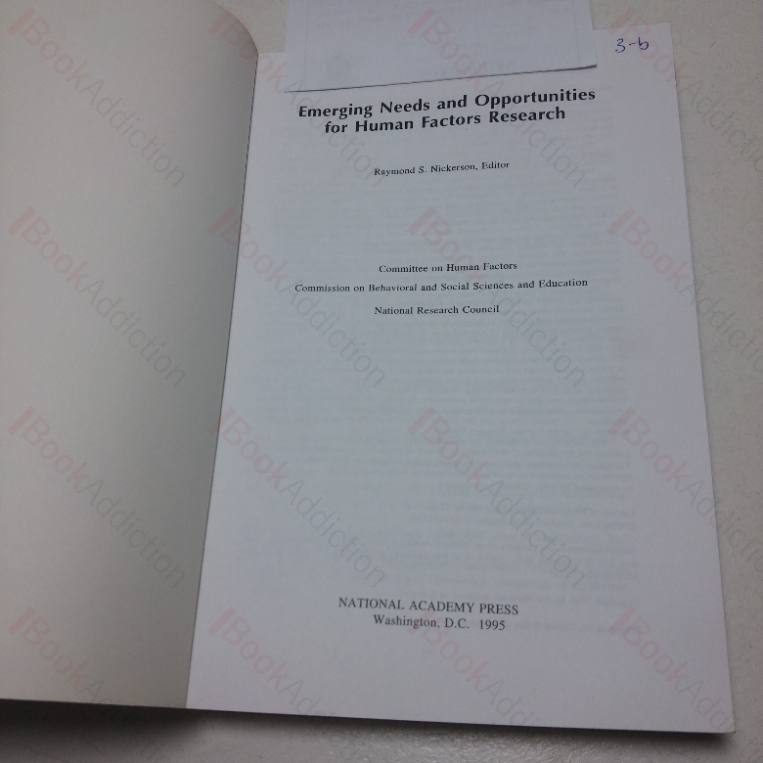 3-b
Emerging Needs and Opportunities
for Human Factors Research
Raymond S. Nickerson, Editor
Committee on Human Factors
Commission on Behavioral and Social Sciences and Education
National Research Council
NATIONAL ACADEMY PRESS
Washington, D.C. 1995
BookAddiction